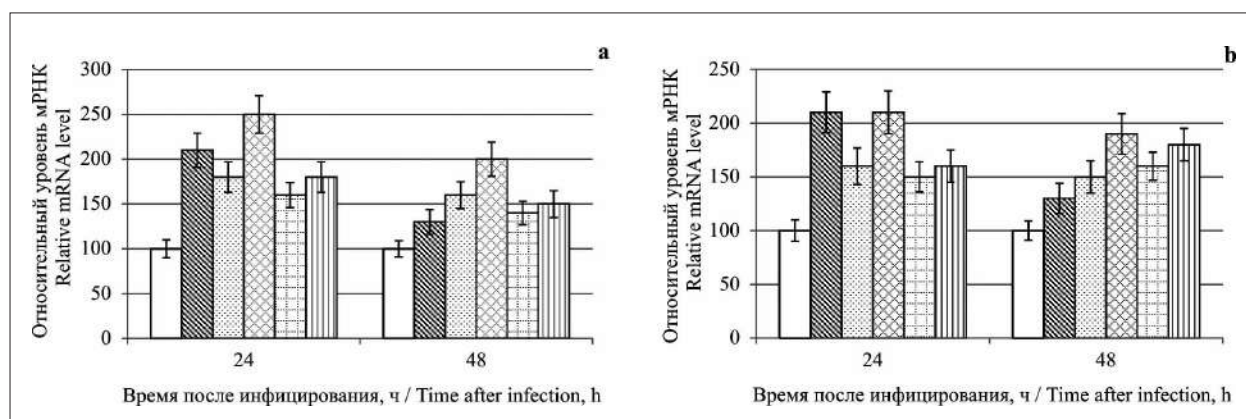 a
300
250
200
150
100
50
0
Относительный уровень мРНК
Relative mRNA level
24
48
Время после инфицирования, ч / Time after infection, h
b
250
200
150
100
50
0
Относительный уровень мРНК
Relative mRNA level
24
48
Время после инфицирования, ч / Time after infection, h